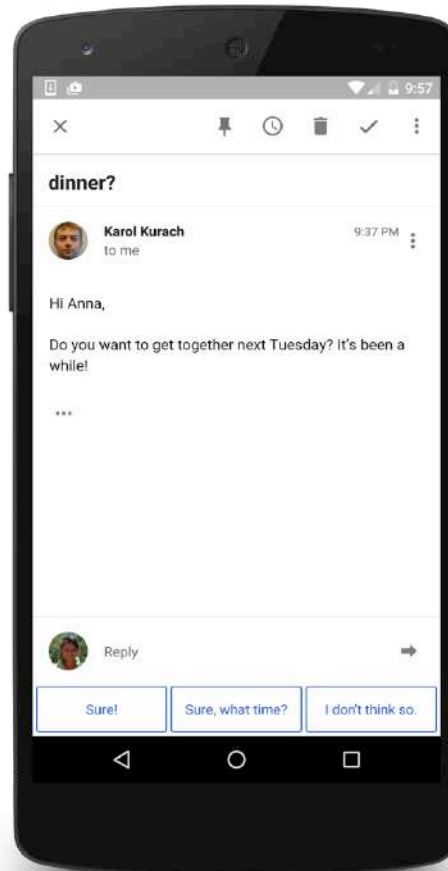 9:57
dinner?
Karol Kurach
9:37 PM
to me
Hi Anna,
Do you want to get together next Tuesday? It's been a
while!
Reply
Sure!
Sure, what time?
I don't think so.